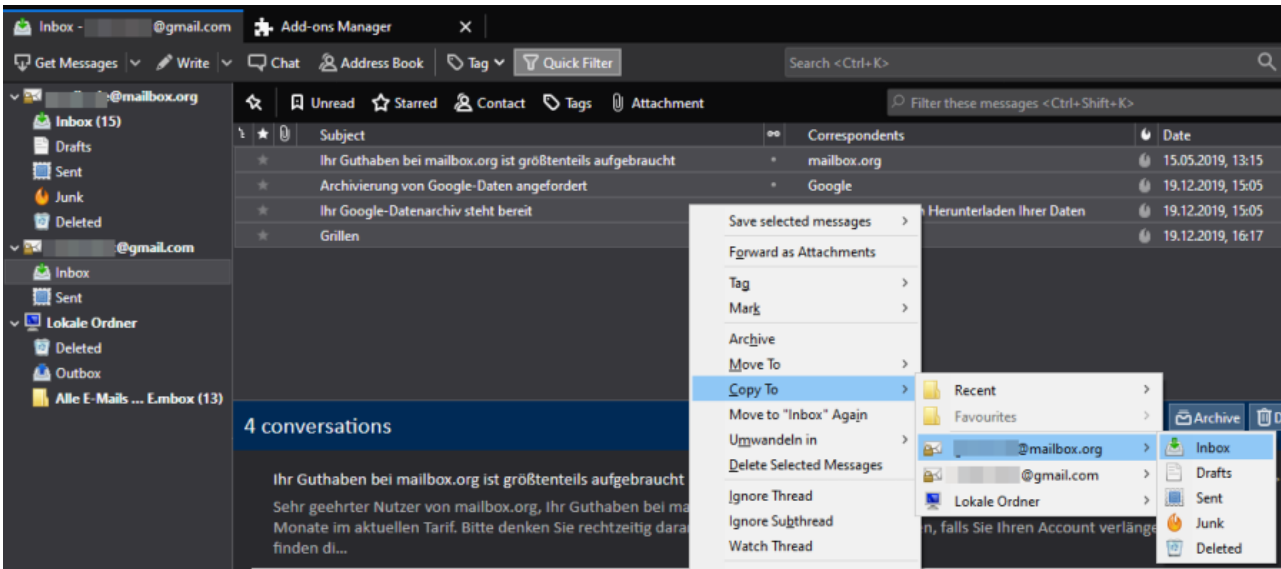 Inbox - @gmail.com Add-ons Manager
Get Messages Write Chat Address Book Tag Quick Filter Search <Ctrl+K>
@mailbox.org Unread Starred Contact Tags Attachment Filter these messages <Ctrl+Shift+K>
Inbox (15)
Drafts
Sent
Junk
Deleted
@gmail.com
Inbox
Sent
Lokale Ordner
Deleted
Outbox
Alle E-Mails ... E.mbox (13)
Subject Correspondents Date
Ihr Guthaben bei mailbox.org ist größtenteils aufgebraucht mailbox.org 15.05.2019, 13:15
Archivierung von Google-Daten angefordert Google 19.12.2019, 15:05
Ihr Google-Datenarchiv steht bereit Herunterladen Ihrer Daten 19.12.2019, 15:05
Grillen 19.12.2019, 16:17
Save selected messages
Forward as Attachments
Tag
Mark
Archive
Move To
Copy To
Move to "Inbox" Again
Umwandeln in
Delete Selected Messages
Ignore Thread
Ignore Subthread
Watch Thread
Recent
Favourites
@mailbox.org
@gmail.com
Lokale Ordner
Inbox
Drafts
Sent
Junk
Deleted
4 conversations Archive
Ihr Guthaben bei mailbox.org ist größtenteils aufgebraucht
Sehr geehrter Nutzer von mailbox.org, Ihr Guthaben bei
Monate im aktuellen Tarif. Bitte denken Sie rechtzeitig falls Sie Ihren Account
finden di...